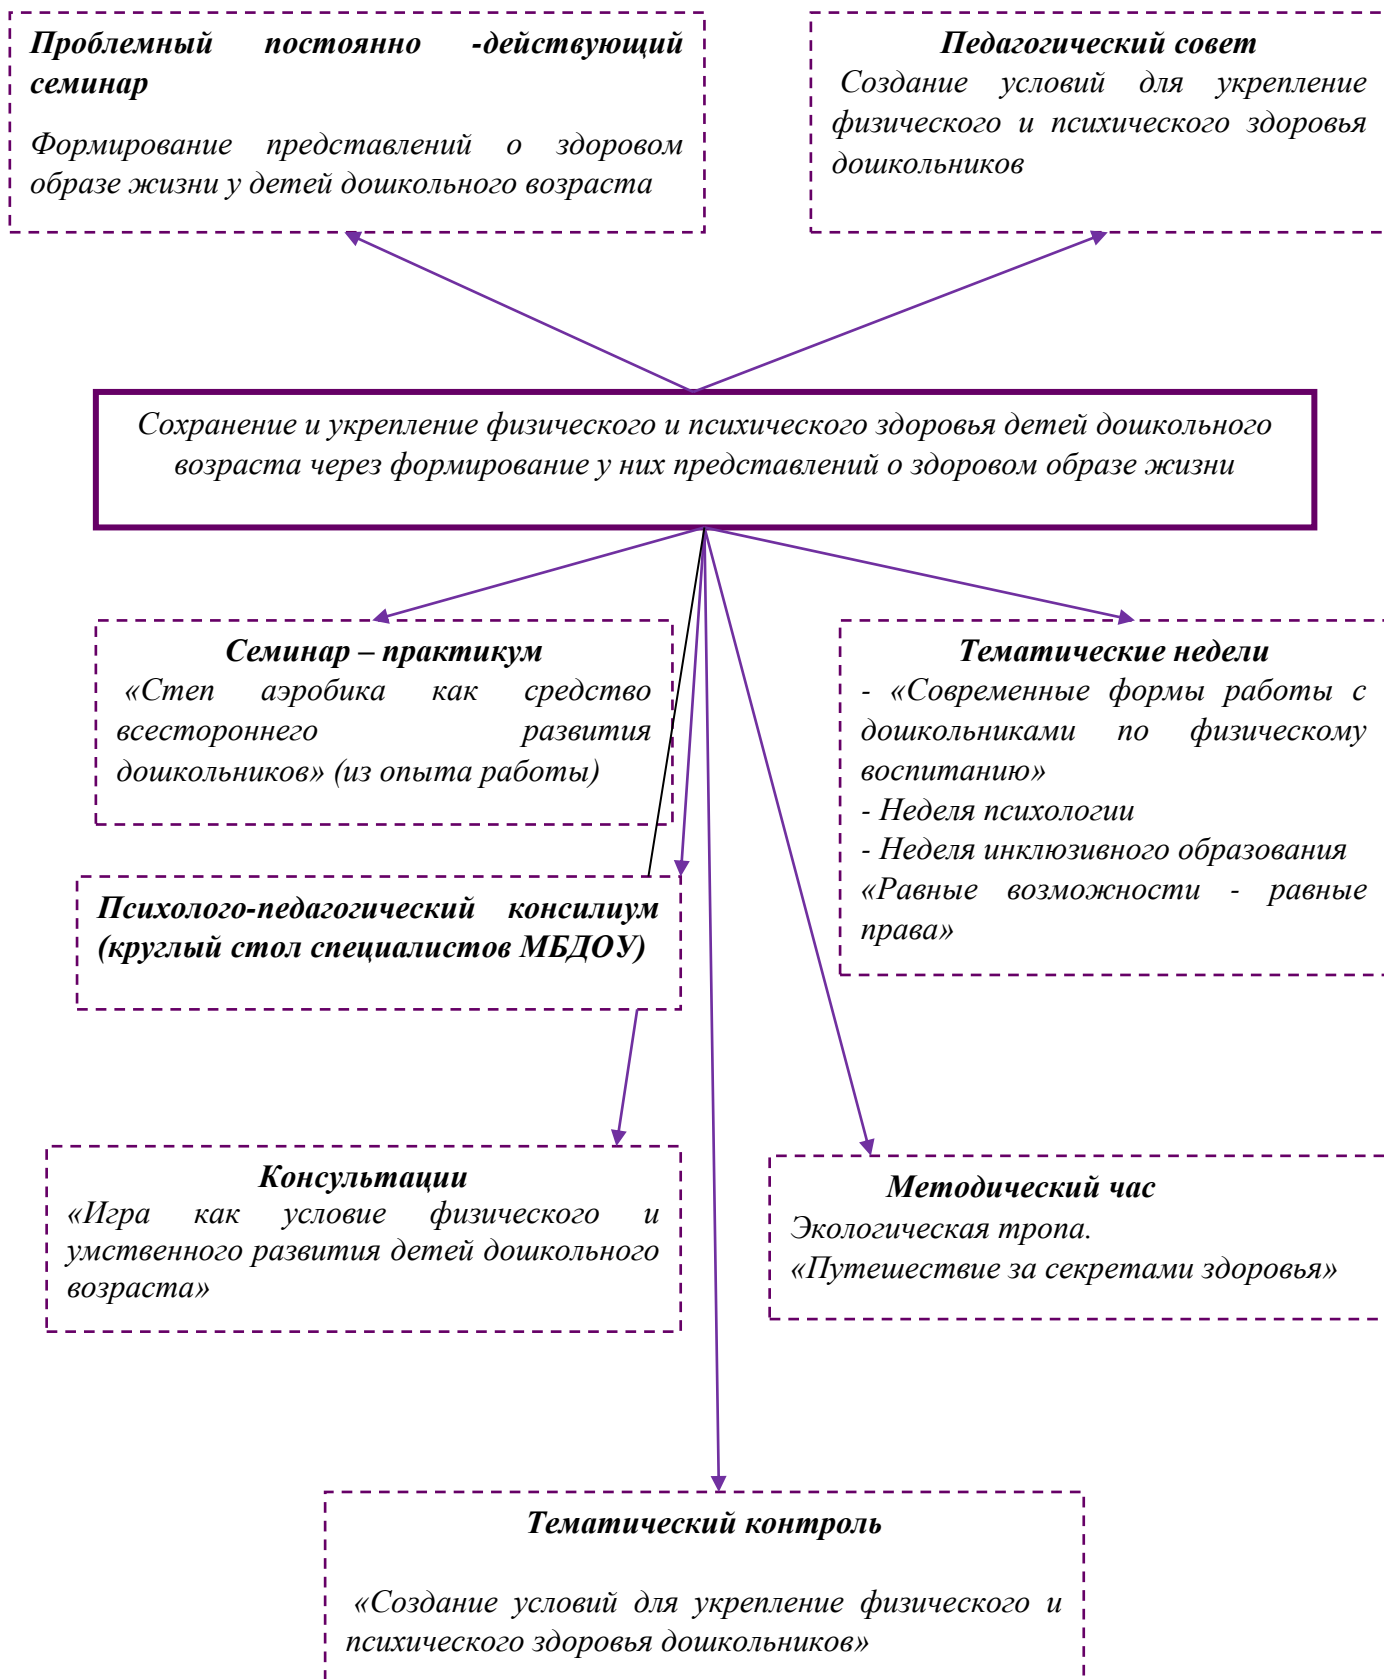 Проблемный постоянно -действующий
семинар
Формирование представлений о здоровом
образе жизни у детей дошкольного возраста
Педагогический совет
Создание условий для укрепление
физического и психического здоровья
дошкольников
Сохранение и укрепление физического и психического здоровья детей дошкольного
возраста через формирование у них представлений о здоровом образе жизни
Семинар – практикум
«Степ аэробика как средство
всестороннего развития
дошкольников» (из опыта работы)
Тематические недели
- «Современные формы работы с
дошкольниками по физическому
воспитанию»
- Неделя психологии
- Неделя инклюзивного образования
«Равные возможности - равные
права»
Психолого-педагогический консилиум
(круглый стол специалистов МБДОУ)
Консультации
«Игра как условие физического и
умственного развития детей дошкольного
возраста»
Методический час
Экологическая тропа.
«Путешествие за секретами здоровья»
Тематический контроль
«Создание условий для укрепление физического и
психического здоровья дошкольников»